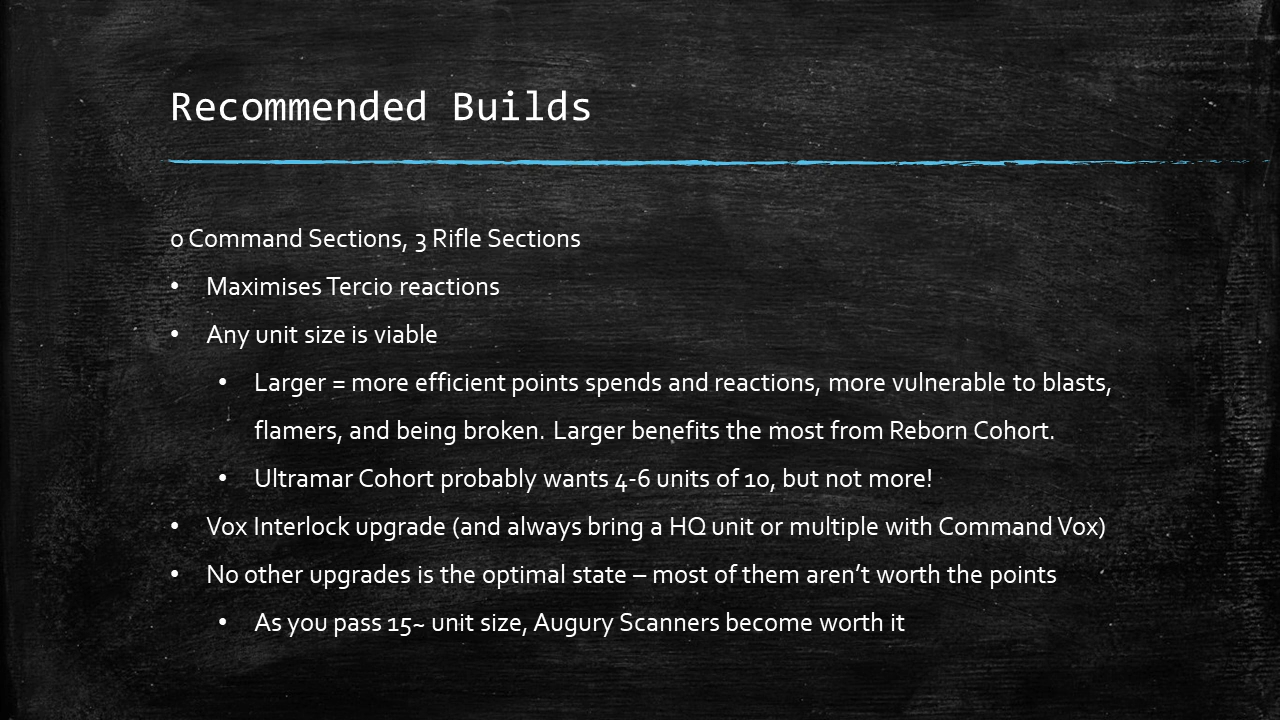 Recommended Builds
0 Command Sections, 3 Rifle Sections
• Maximises Tercio reactions
• Any unit size is viable
• Larger = more efficient points spends and reactions, more vulnerable to blasts,
flamers, and being broken. Larger benefits the most from Reborn Cohort.
• Ultramar Cohort probably wants 4-6 units of 10, but not more!
• Vox Interlock upgrade (and always bring a HQ unit or multiple with Command Vox)
• No other upgrades is the optimal state – most of them aren’t worth the points
• As you pass 15~ unit size, Augury Scanners become worth it